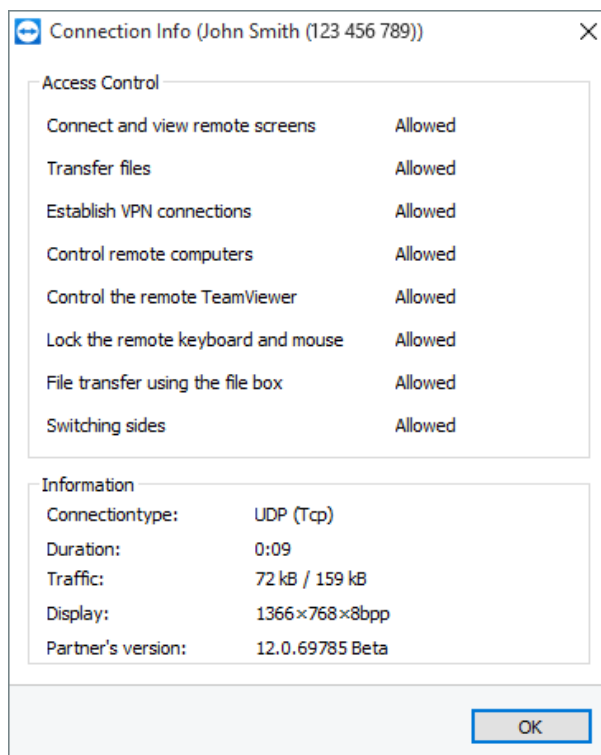 Connection Info (John Smith (123 456 789))
Access Control
Connect and view remote screens Allowed
Transfer files Allowed
Establish VPN connections Allowed
Control remote computers Allowed
Control the remote TeamViewer Allowed
Lock the remote keyboard and mouse Allowed
File transfer using the file box Allowed
Switching sides Allowed
Information
Connectiontype: UDP (Tcp)
Duration: 0:09
Traffic: 72 kB / 159 kB
Display: 1366×768×8bpp
Partner's version: 12.0.69785 Beta
OK